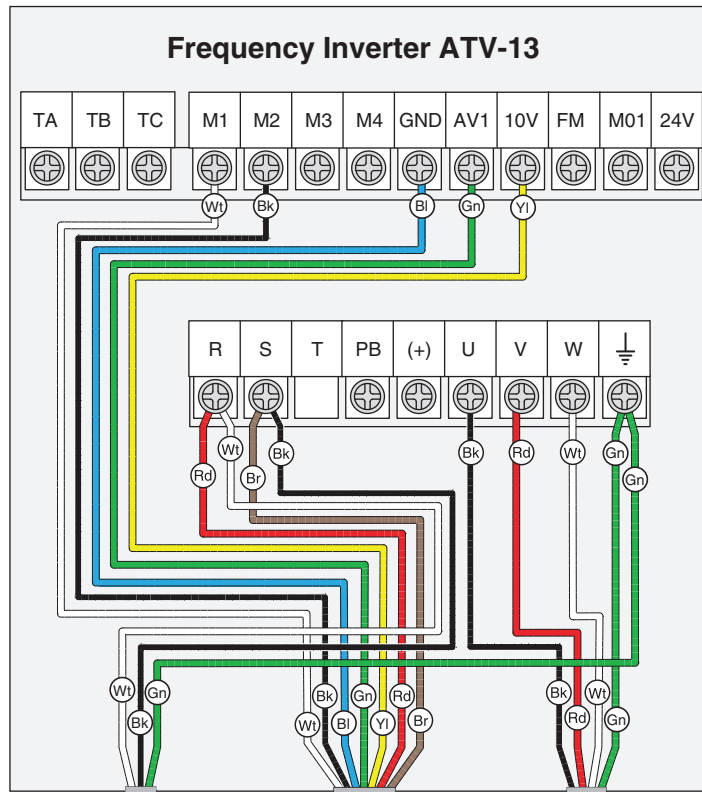 Frequency Inverter ATV-13
TA TB TC M1 M2 M3 M4 GND AV1 10V FM M01 24V
Wt Bk Bl Gn Yl
R S T PB (+) U V W
Wt Bk Bk Rd Wt Gn
Rd Br Gn
Wt Gn Bk Gn Rd Bk Wt
Bk Wt Bl Yl Br Rd Gn